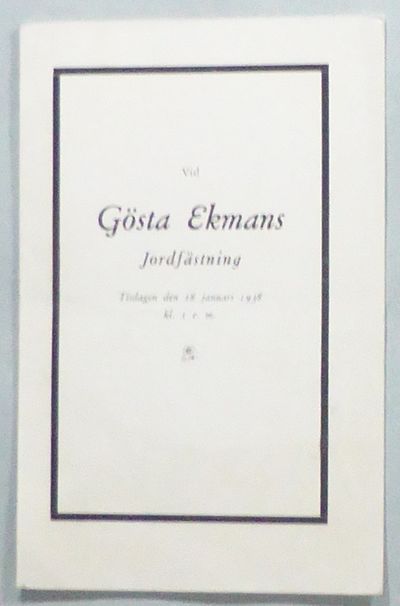 Vid
Gösta Ekmans
Jordfästning
Tisdagen den 18 januari 1938
kl. 1 e. m.